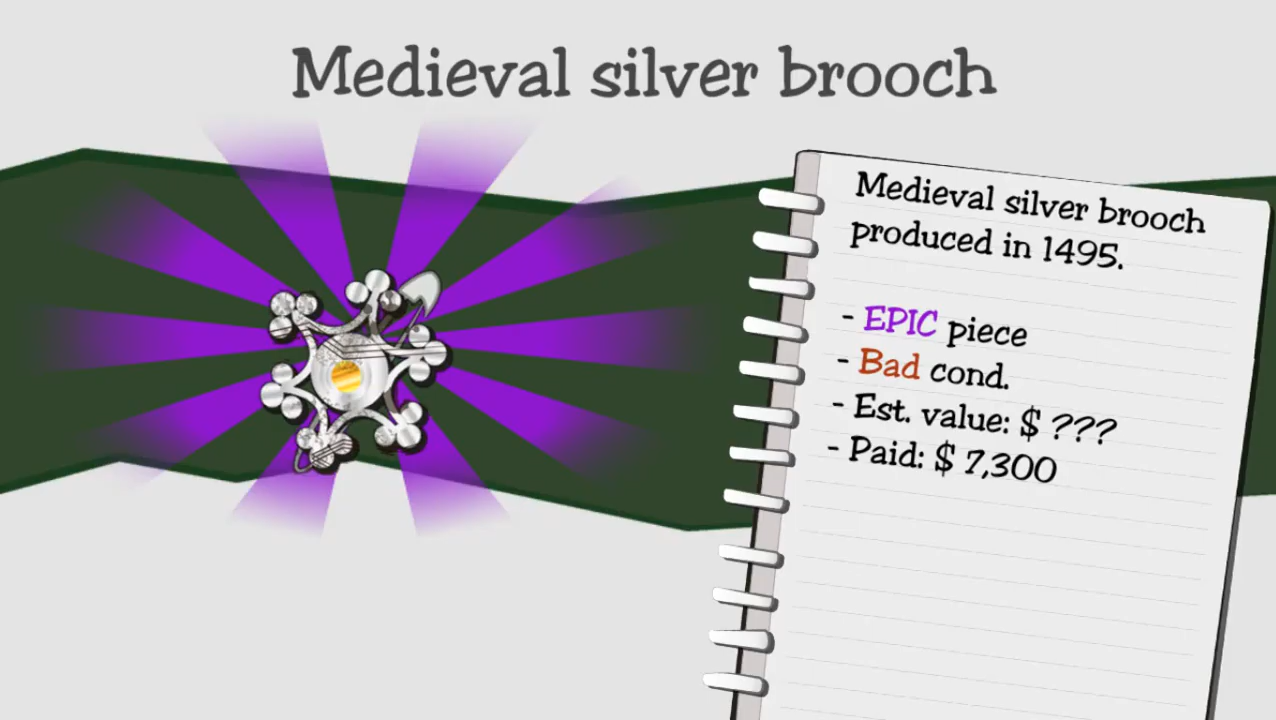 Medieval silver brooch
Medieval silver brooch
produced in 1495.
- EPIC piece
- Bad cond.
- Est. value: $ ???
- Paid: $ 7,300